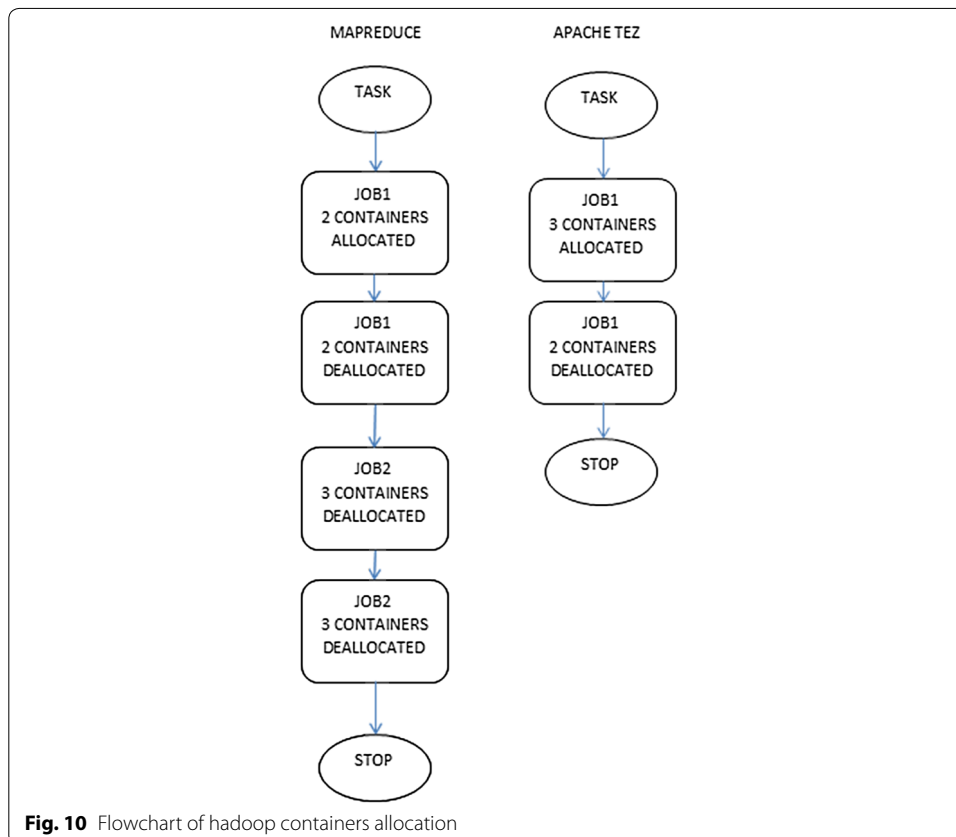 MAPREDUCE
TASK
JOB1
2 CONTAINERS
ALLOCATED
JOB1
2 CONTAINERS
DEALLOCATED
JOB2
3 CONTAINERS
DEALLOCATED
JOB2
3 CONTAINERS
DEALLOCATED
STOP
APACHE TEZ
TASK
JOB1
3 CONTAINERS
ALLOCATED
JOB1
2 CONTAINERS
DEALLOCATED
STOP
Fig. 10 Flowchart of hadoop containers allocation